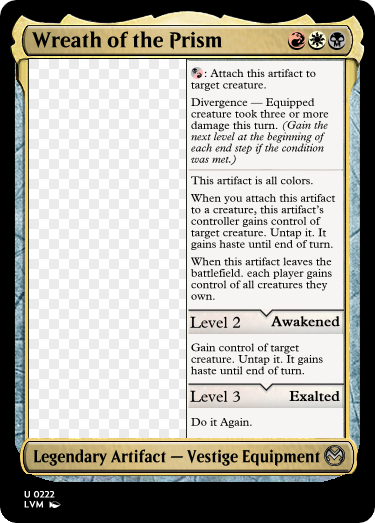 Wreath of the Prism
: Attach this artifact to
target creature.
Divergence — Equipped
creature took three or more
damage this turn. (Gain the
next level at the beginning of
each end step if the condition
was met.)
This artifact is all colors.
When you attach this artifact
to a creature, this artifact's
controller gains control of
target creature. Untap it. It
gains haste until end of turn.
When this artifact leaves the
battlefield. each player gains
control of all creatures they
own.
Level 2 Awakened
Gain control of target
creature. Untap it. It gains
haste until end of turn.
Level 3 Exalted
Do it Again.
Legendary Artifact — Vestige Equipment
U 0222
LVM